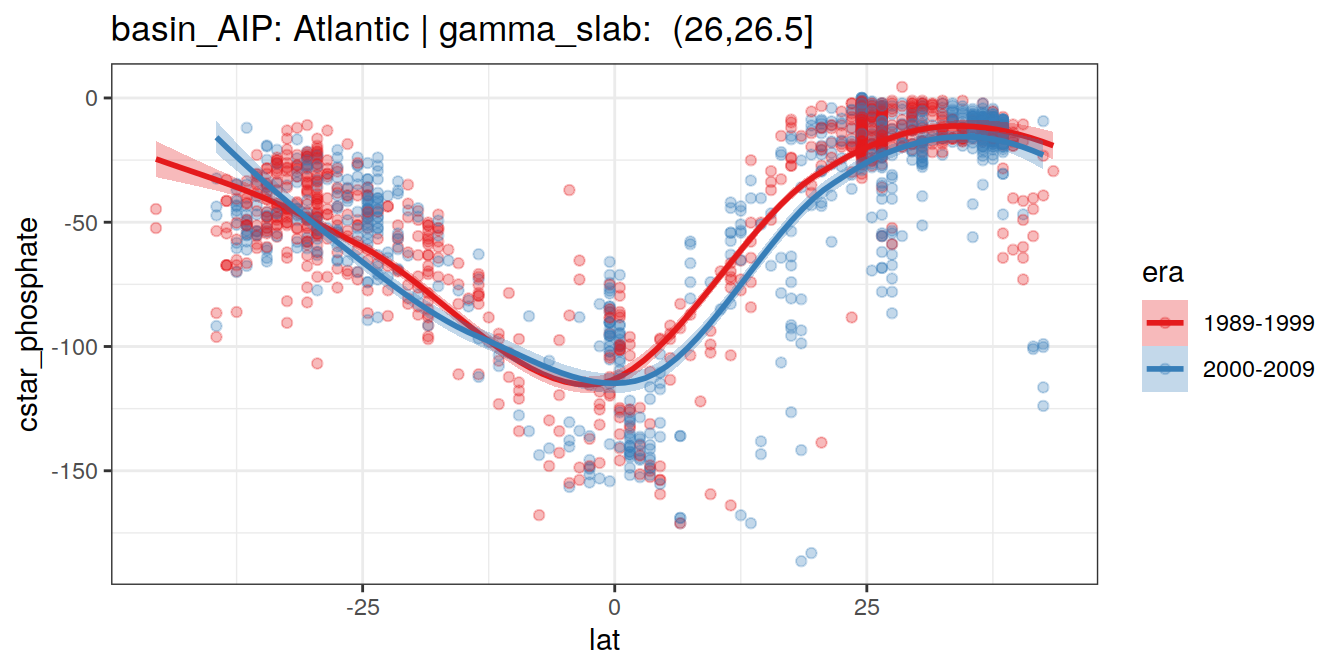 basin_AIP: Atlantic | gamma_slab:  (26,26.5]
0
-50
-100
-150
cstar_phosphate
-25
0
25
lat
era
1989-1999
2000-2009